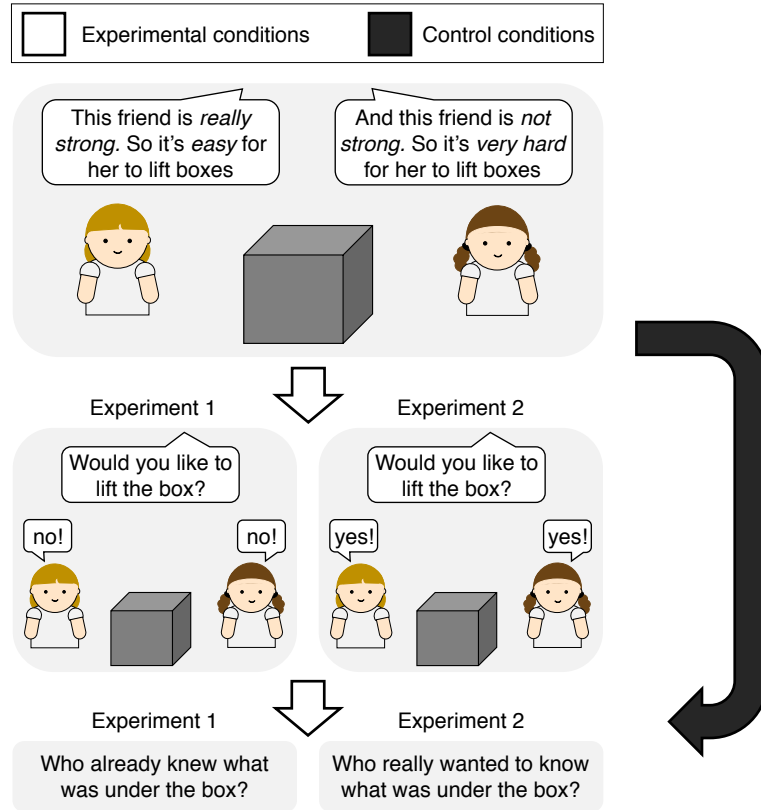 Experimental conditions
Control conditions
This friend is really
strong. So it's easy for
her to lift boxes
And this friend is not
strong. So it's very hard
for her to lift boxes
Experiment 1
Experiment 2
Would you like to
lift the box?
Would you like to
lift the box?
no!
no!
yes!
yes!
Experiment 1
Experiment 2
Who already knew what
was under the box?
Who really wanted to know
what was under the box?